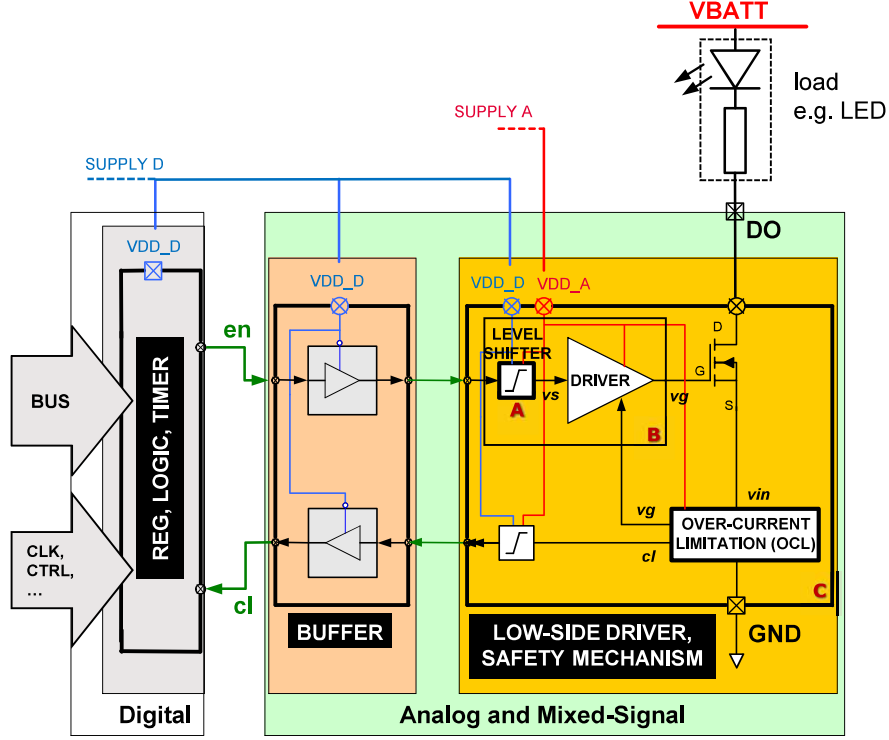 VBATT
load
e.g. LED
SUPPLY A
SUPPLY D
DO
VDD_D
VDD_D
VDD_D
VDD_A
en
LEVEL
SHIFTER
D
G
S
DRIVER
BUS
vs
vg
A
B
REG, LOGIC, TIMER
vin
vg
OVER-CURRENT
LIMITATION (OCL)
CLK,
CTRL,
...
cl
cl
C
BUFFER
LOW-SIDE DRIVER,
SAFETY MECHANISM
GND
Digital
Analog and Mixed-Signal